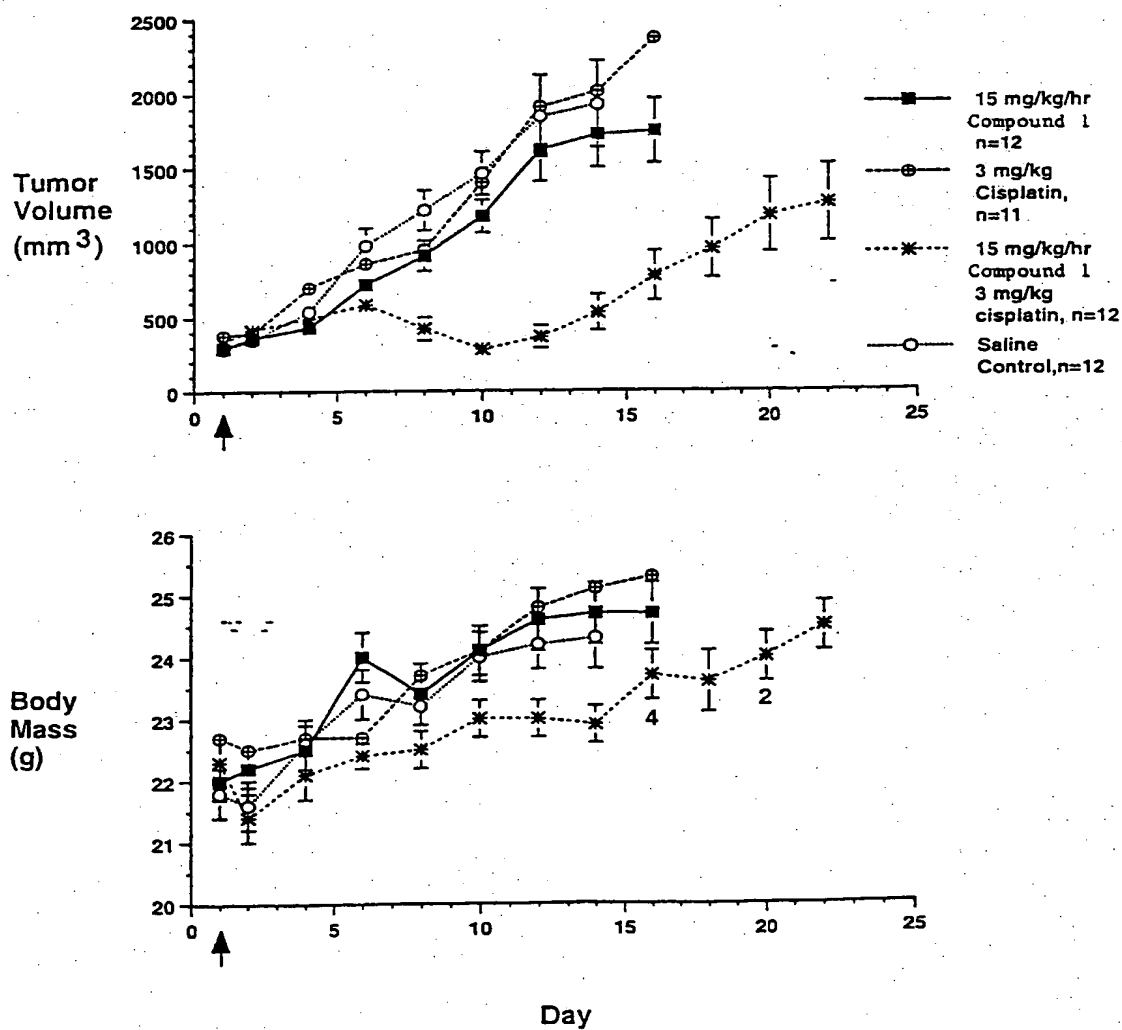 2500
2000
1500
1000
500
0
Tumor
Volume
(mm 3)
0 5 10 15 20 25
15 mg/kg/hr
Compound 1
n=12
3 mg/kg
Cisplatin,
n=11
15 mg/kg/hr
Compound 1
3 mg/kg
cisplatin, n=12
Saline
Control,n=12
26
25
24
23
22
21
20
Body
Mass
(g)
4
2
0 5 10 15 20 25
Day